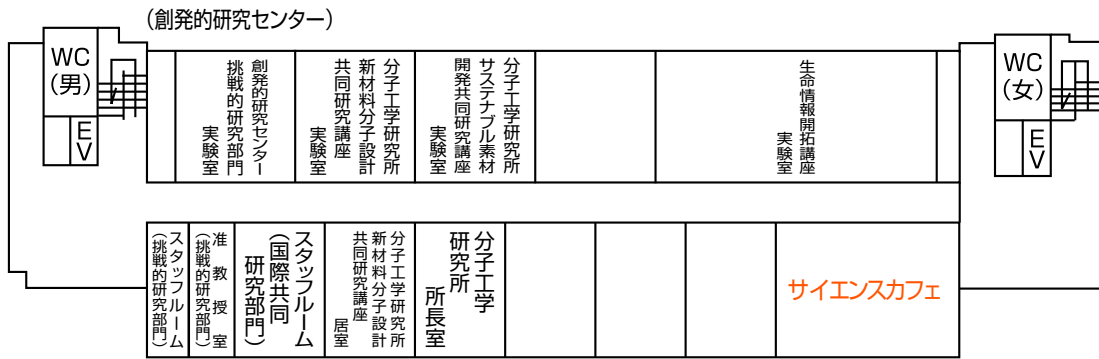 (創発的研究センター)
WC
(男)
EV
創発的研究センター
挑戦的研究部門
実験室
分子工学研究所
新材料分子設計
共同研究講座
実験室
分子工学研究所
サステナブル素材
開発共同研究講座
実験室
生命情報開拓講座
実験室
WC
(女)
EV
スタッフルーム
(挑戦的研究部門)
准教授室
(挑戦的研究部門)
スタッフルーム
(国際共同
研究部門)
分子工学研究所
新材料分子設計
共同研究講座
居室
分子工学
研究所
所長室
サイエンスカフェ